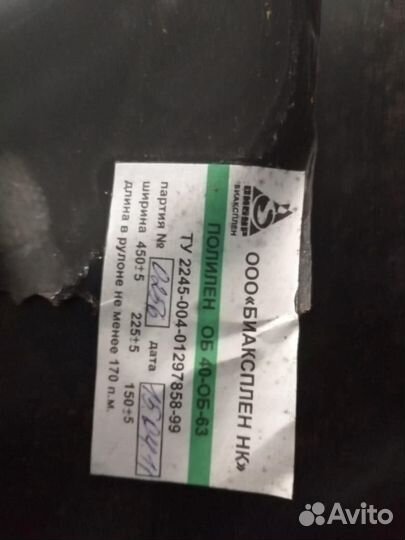 СИБУР
БИАКСПЛЕН
ООО«БИАКСПЛЕН НК»
ПОЛИЛЕН ОБ 40-ОБ-63
ТУ 2245-004-01297858-99
партия № дата
ширина 450±5 225±5 150±5
длина в рулоне не менее 170 п.м.
Avito